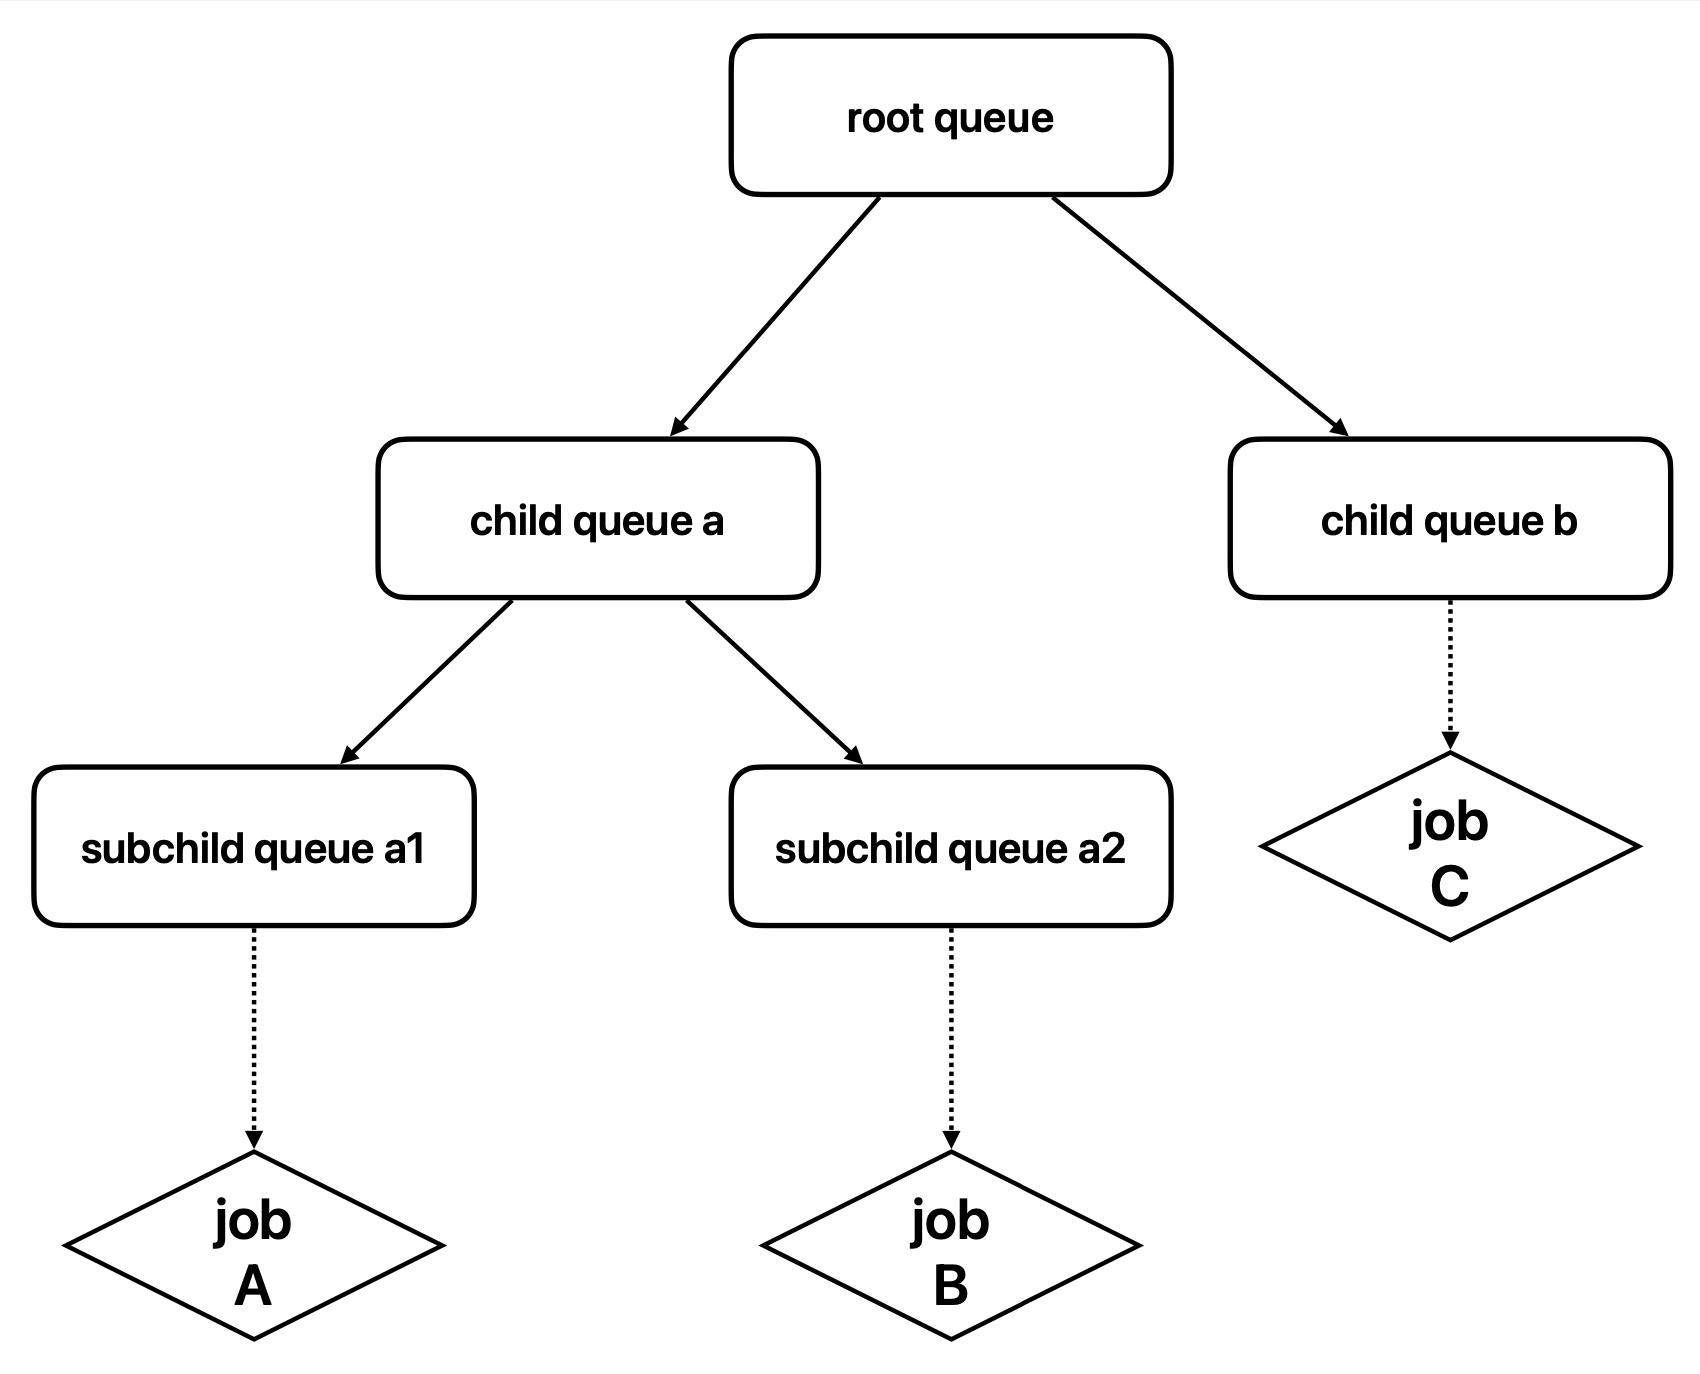 root queue
child queue a
child queue b
subchild queue a1
subchild queue a2
job
C
job
A
job
B